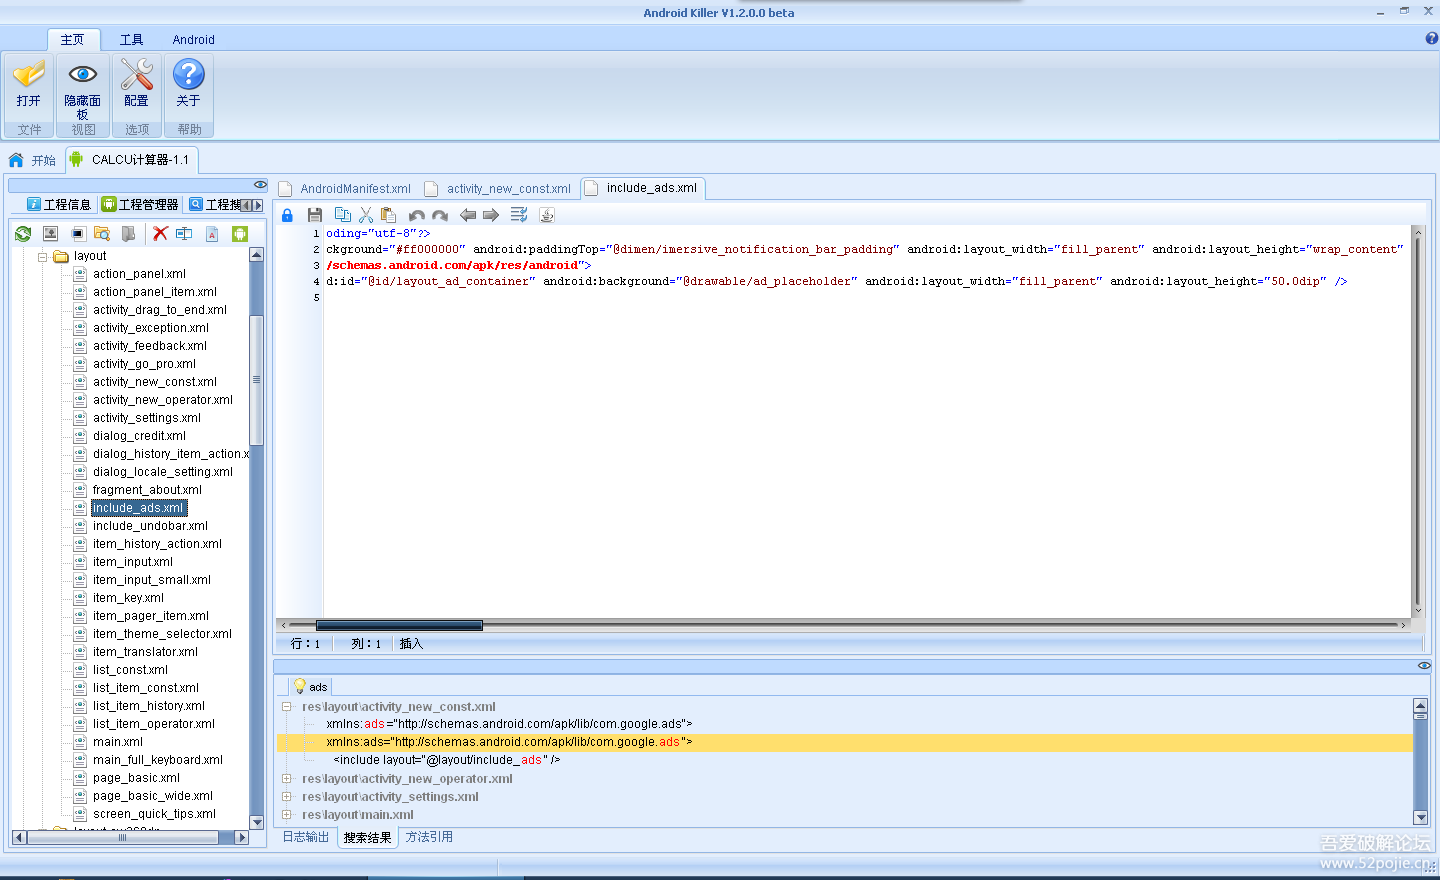 Android Killer V1.2.0.0 beta
主页 工具 Android
打开 隐藏面板 配置 关于
文件 视图 选项 帮助
开始 CALCU计算器-1.1
工程信息 工程管理器 工程搜
AndroidManifest.xml activity_new_const.xml include_ads.xml
layout
action_panel.xml
action_panel_item.xml
activity_drag_to_end.xml
activity_exception.xml
activity_feedback.xml
activity_go_pro.xml
activity_new_const.xml
activity_new_operator.xml
activity_settings.xml
dialog_credit.xml
dialog_history_item_action.x
dialog_locale_setting.xml
fragment_about.xml
include_ads.xml
include_undobar.xml
item_history_action.xml
item_input.xml
item_input_small.xml
item_key.xml
item_pager_item.xml
item_theme_selector.xml
item_translator.xml
list_const.xml
list_item_const.xml
list_item_history.xml
list_item_operator.xml
main.xml
main_full_keyboard.xml
page_basic.xml
page_basic_wide.xml
screen_quick_tips.xml
1 oding="utf-8"?>
2 ckground="#ff000000" android:paddingTop="@dimen/imersive_notification_bar_padding" android:layout_width="fill_parent" android:layout_height="wrap_content"
3 /schemas.android.com/apk/res/android">
4 d:id="@id/layout_ad_container" android:background="@drawable/ad_placeholder" android:layout_width="fill_parent" android:layout_height="50.0dip" />
5
行：1 列：1 插入
ads
res\layout\activity_new_const.xml
xmlns:ads="http://schemas.android.com/apk/lib/com.google.ads">
xmlns:ads="http://schemas.android.com/apk/lib/com.google.ads">
<include layout="@layout/include_ads" />
res\layout\activity_new_operator.xml
res\layout\activity_settings.xml
res\layout\main.xml
日志输出 搜索结果 方法引用
吾爱破解论坛
www.52pojie.cn